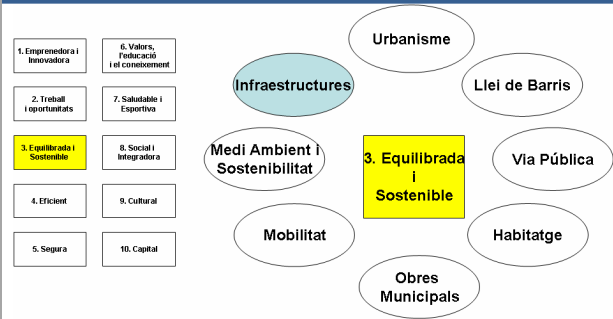 1. Emprenedora i
Innovadora
6. Valors,
l'educació
i el coneixement
2. Treball
i oportunitats
7. Saludable i
Esportiva
3. Equilibrada i
Sostenible
8. Social i
Integradora
4. Eficient
9. Cultural
5. Segura
10. Capital
Urbanisme
Infraestructures
Llei de Barris
Medi Ambient i
Sostenibilitat
3. Equilibrada
i
Sostenible
Via Pública
Mobilitat
Habitatge
Obres
Municipals